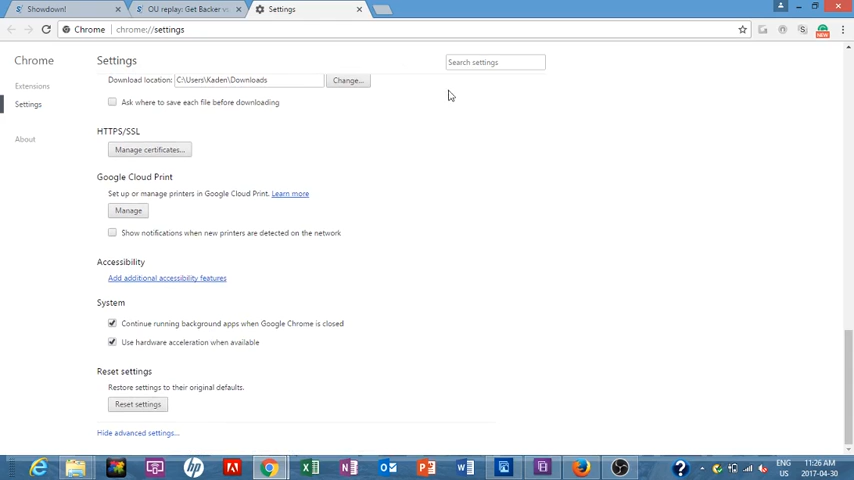 Showdown!
OU replay: Get Backer vs
Settings
Chrome
chrome://settings
NEW
Chrome
Settings
Search settings
Extensions
Settings
About
Download location:
C:\Users\Kaden\Downloads
Change...
Ask where to save each file before downloading
HTTPS/SSL
Manage certificates...
Google Cloud Print
Set up or manage printers in Google Cloud Print. Learn more
Manage
Show notifications when new printers are detected on the network
Accessibility
Add additional accessibility features
System
Continue running background apps when Google Chrome is closed
Use hardware acceleration when available
Reset settings
Restore settings to their original defaults.
Reset settings
Hide advanced settings...
ENG
US
11:26 AM
2017-04-30